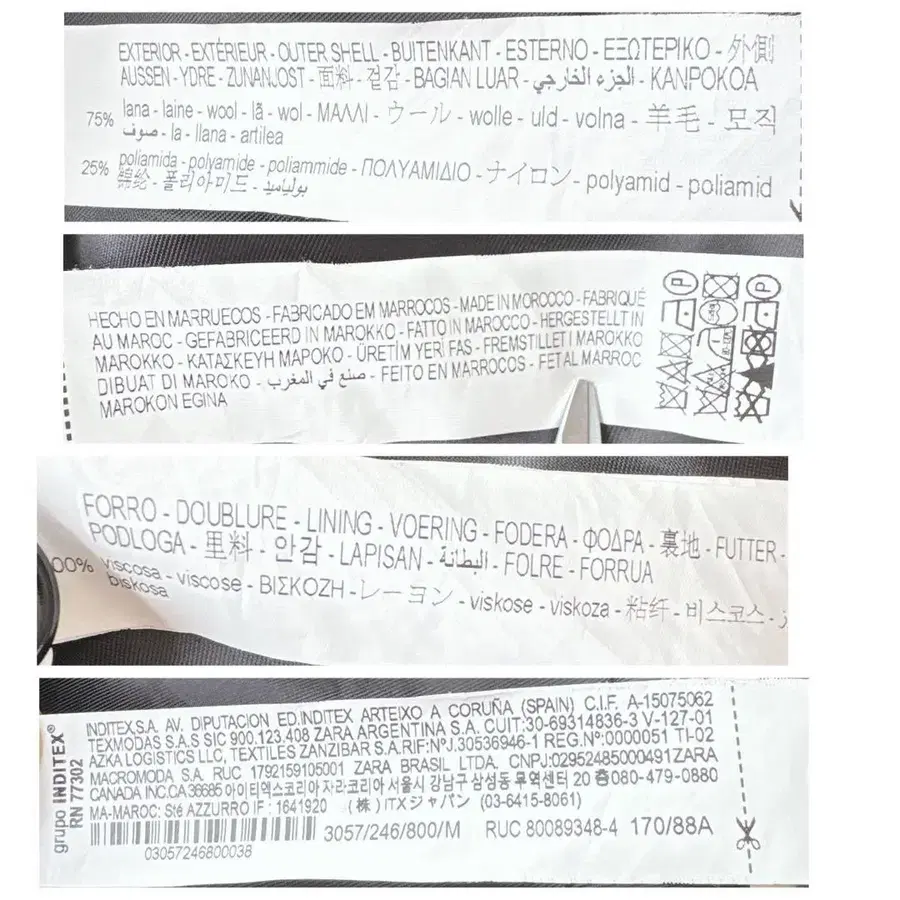 EXTERIOR - EXTÉRIEUR - OUTER SHELL - BUITENKANT - ESTERNO - ΕΞΩΤΕΡΙΚΟ - 外側
AUSSEN - YDRE - ZUNANJOST - 面料 - 겉감 - BAGIAN LUAR - الجزء الخارجي - KANPOKOA
75% lana - laine - wool - lã - wol - ΜΑΛΛΙ - ウール - wolle - uld - volna - 羊毛 - 모직
صوف - la - llana - artilea
25% poliamida - polyamide - poliammide - ΠΟΛΥΑΜΙΔΙΟ - ナイロン - polyamid - poliamid
锦纶 - 폴리아미드 - بولياميد
HECHO EN MARRUECOS - FABRICADO EM MARROCOS - MADE IN MOROCCO - FABRIQUÉ
AU MAROC - GEFABRICEERD IN MAROKKO - FATTO IN MAROCCO - HERGESTELLT IN
MAROKKO - ΚΑΤΑΣΚΕΥΗ ΜΑΡΟΚΟ - ÜRETİM YERİ FAS - FREMSTILLET I MAROKKO
DIBUAT DI MAROKO - صنع في المغرب - FEITO EN MARROCOS - FET AL MARROC
MAROKON EGINA
FORRO - DOUBLURE - LINING - VOERING - FODERA - ΦΟΔΡΑ - 裏地 - FUTTER -
PODLOGA - 里料 - 안감 - LAPISAN - البطانة - FOLRE - FORRUA
00% viscosa - viscose - ΒΙΣΚΟΖΗ - レーヨン - viskose - viskoza - 粘纤 - 비스코스 -
biskosa
grupo INDITEX®
RN 77302
INDITEX,S.A. AV. DIPUTACION ED.INDITEX ARTEIXO A CORUÑA (SPAIN) C.I.F. A-15075062
TEXMODAS S.A.S SIC 900.123.408 ZARA ARGENTINA S.A. CUIT:30-69314836-3 V-127-01
AZKA LOGISTICS LLC, TEXTILES ZANZIBAR S.A.RIF:NºJ.30536946-1 REG.Nº:0000051 TI-02
MACROMODA S.A. RUC 1792159105001 ZARA BRASIL LTDA. CNPJ:02952485000491ZARA
CANADA INC.CA 36685 아이티엑스코리아 자라코리아 서울시 강남구 삼성동 무역센터 20 층080-479-0880
MA-MAROC: Sté AZZURRO IF : 1641920 (株) ITX ジャパン (03-6415-8061)
3057/246/800/M RUC 80089348-4 170/88A
03057246800038